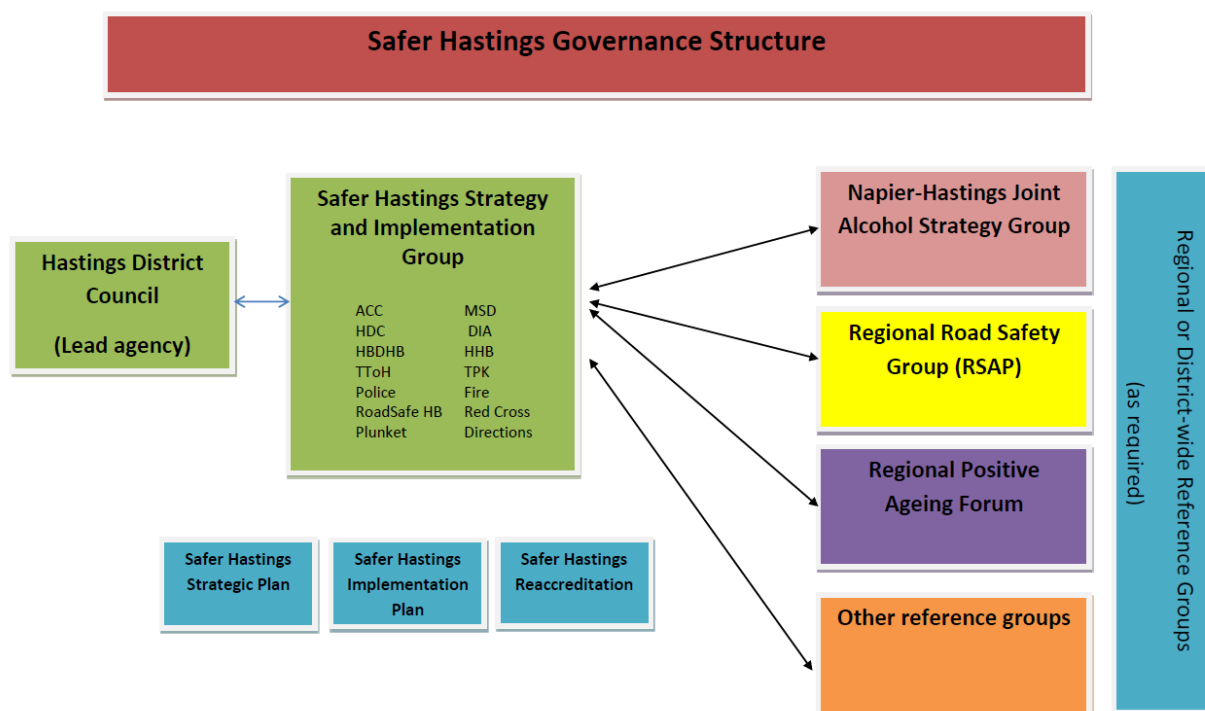 Safer Hastings Governance Structure
Hastings District
Council
(Lead agency)
Safer Hastings Strategy
and Implementation
Group
ACC MSD
HDC DIA
HBDHB HHB
TToH TPK
Police Fire
RoadSafe HB Red Cross
Plunket Directions
Napier-Hastings Joint
Alcohol Strategy Group
Regional Road Safety
Group (RSAP)
Regional Positive
Ageing Forum
Other reference groups
Regional or District-wide Reference Groups
(as required)
Safer Hastings
Strategic Plan
Safer Hastings
Implementation
Plan
Safer Hastings
Reaccreditation